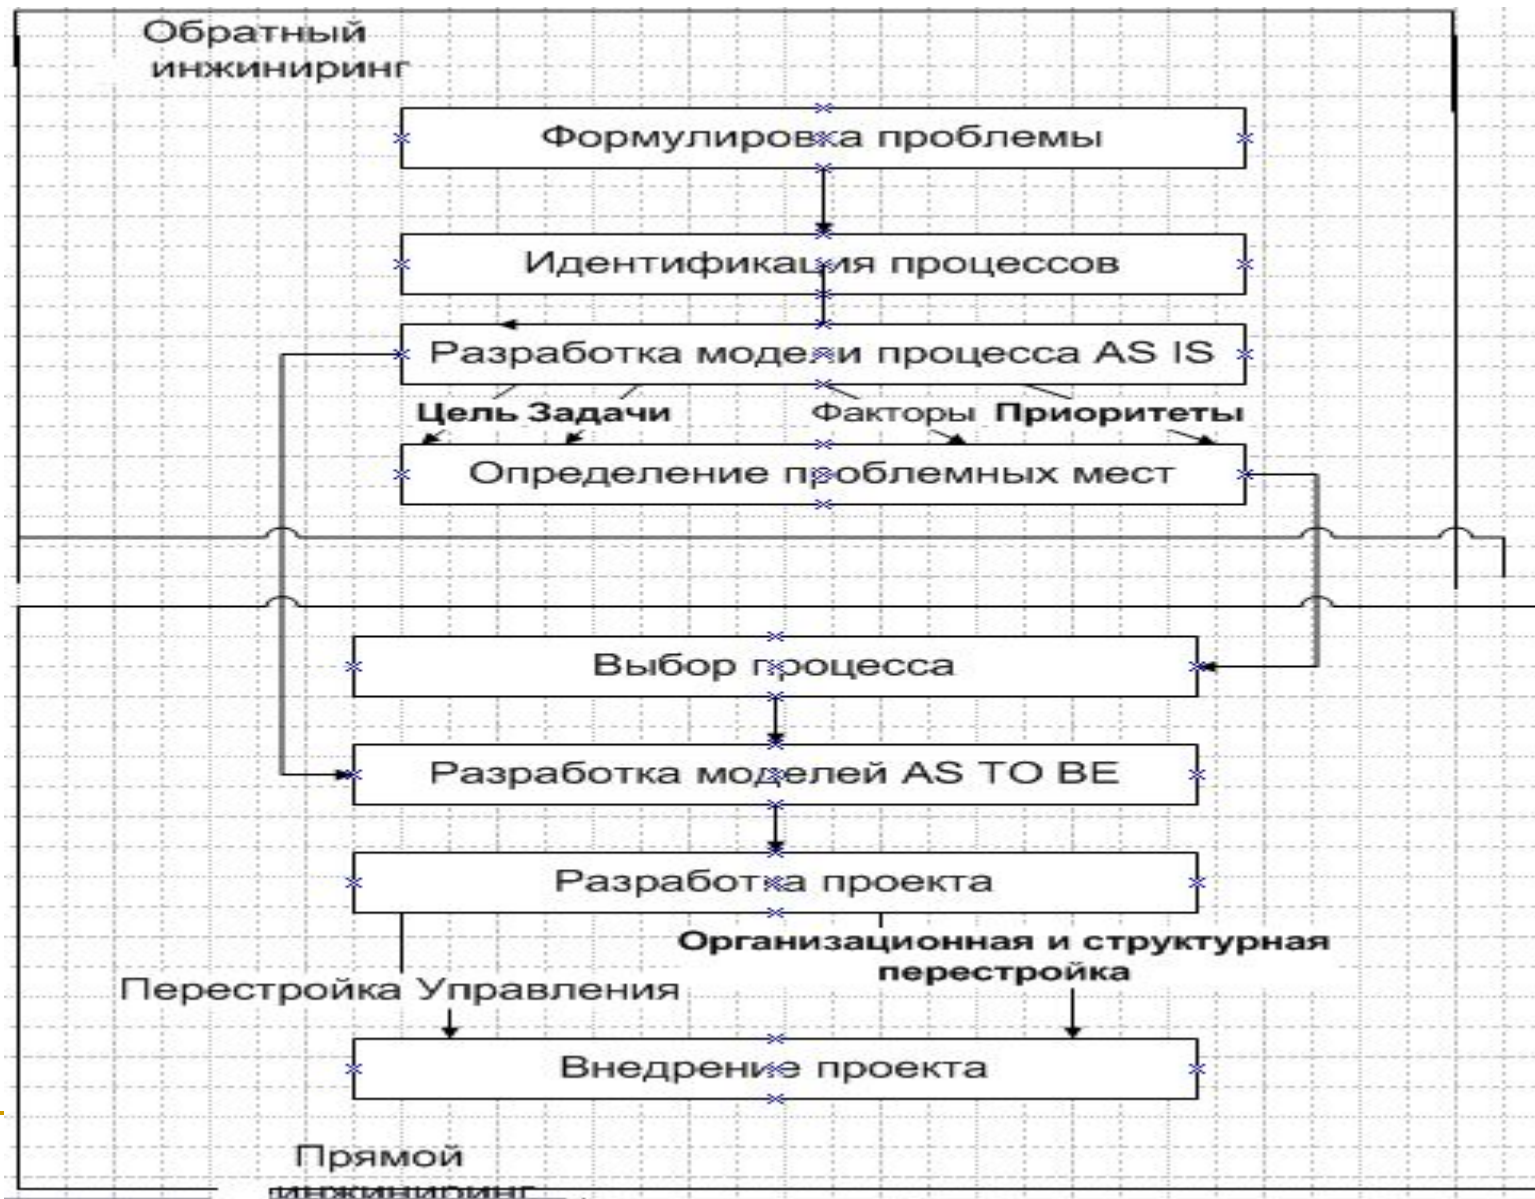 Обратный
инжиниринг
Формулировка проблемы
Идентификация процессов
Разработка модели процесса AS IS
Цель Задачи Факторы Приоритеты
Определение проблемных мест
Выбор процесса
Разработка моделей AS TO BE
Разработка проекта
Организационная и структурная
перестройка
Перестройка Управления
Внедрение проекта
Прямой
инжиниринг